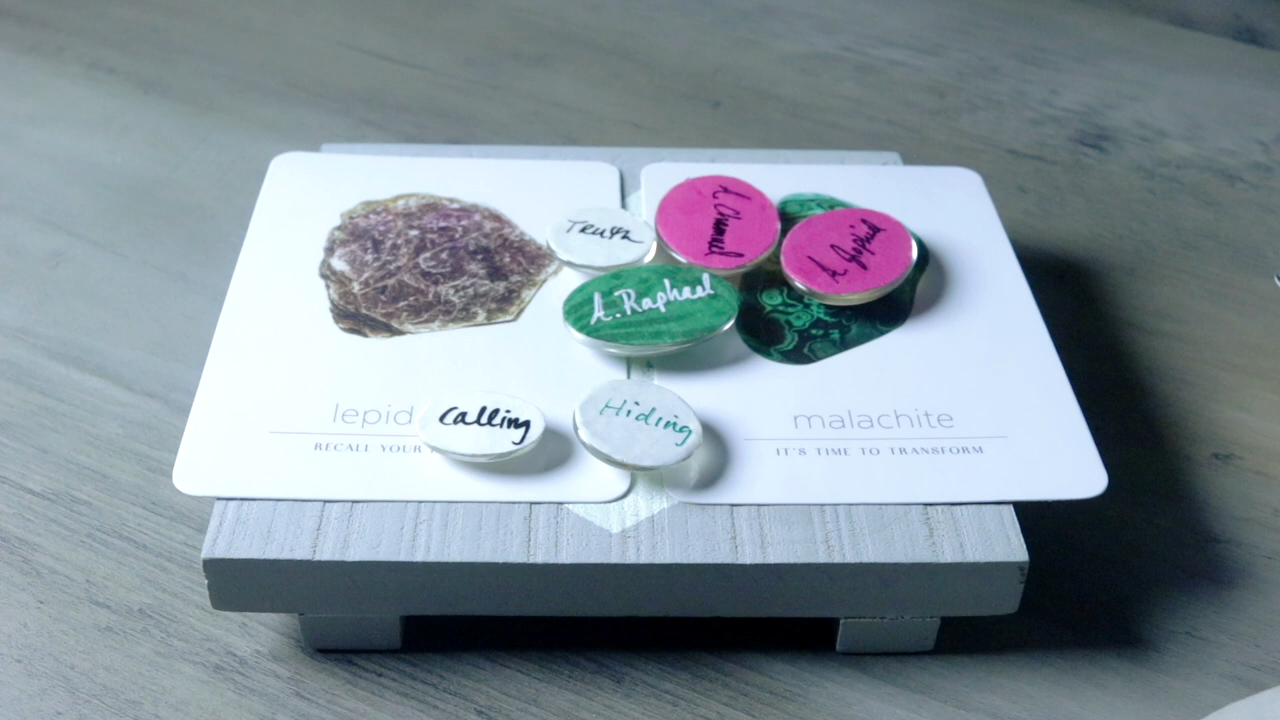 Truth
A. Chamuel
A. Jophiel
A. Raphael
lepid
RECALL YOUR
Calling
Hiding
malachite
IT'S TIME TO TRANSFORM